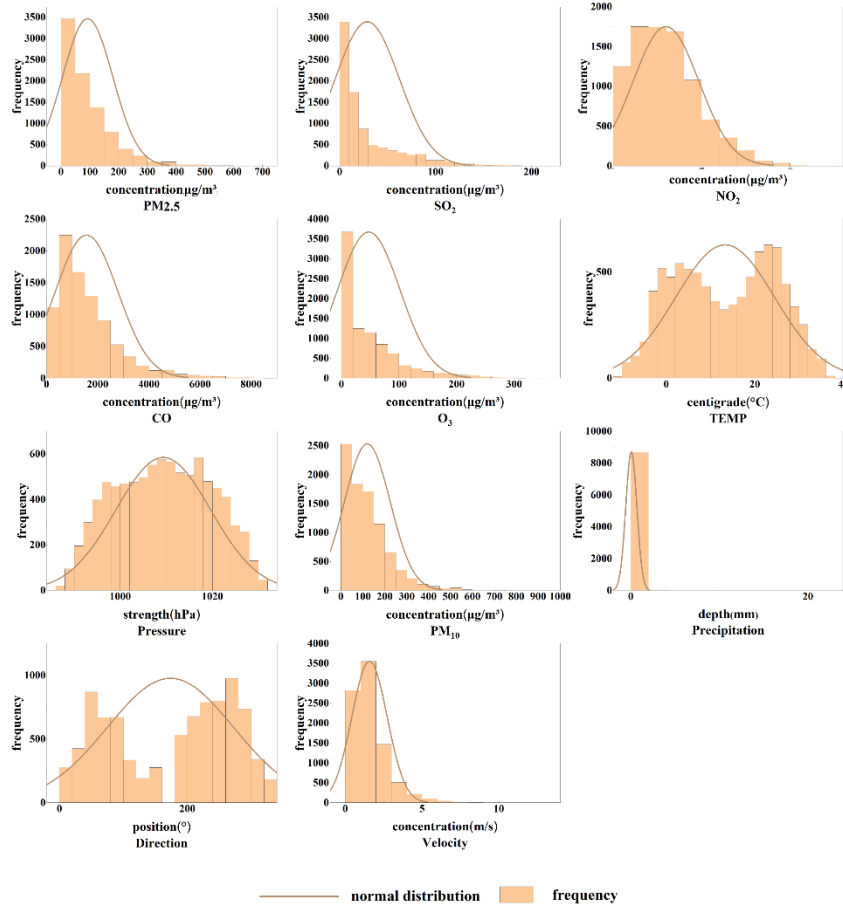 3500
3000
2500
2000
1500
1000
500
0
frequency
0 100 200 300 400 500 600 700
concentrationμg/m³
PM2.5
3500
3000
2500
2000
1500
1000
500
0
frequency
0 100 200
concentration(μg/m³)
SO₂
2000
1500
1000
500
0
frequency
concentration(μg/m³)
NO₂
2500
2000
1500
1000
500
0
frequency
0 2000 4000 6000 8000
concentration(μg/m³)
CO
4000
3500
3000
2500
2000
1500
1000
500
0
frequency
0 100 200 300
concentration(μg/m³)
O₃
500
0
frequency
0 20
centigrade(°C)
TEMP
600
400
200
0
frequency
1000 1020
strength(hPa)
Pressure
2500
2000
1500
1000
500
0
frequency
0 100 200 300 400 500 600 700 800 900 1000
concentration(μg/m³)
PM₁₀
10000
8000
6000
4000
2000
0
frequency
0 20
depth(mm)
Precipitation
1000
500
0
frequency
0 200
position(°)
Direction
4000
3500
3000
2500
2000
1500
1000
500
0
frequency
0 5 10
concentration(m/s)
Velocity
normal distribution frequency